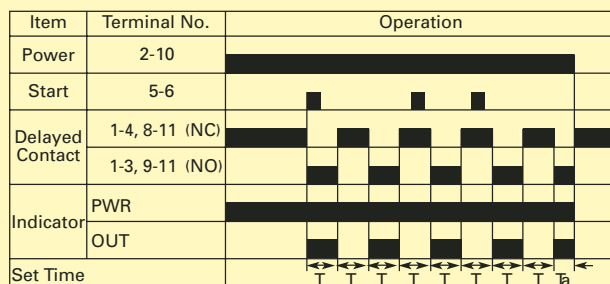 Item Terminal No. Operation
Power 2-10
Start 5-6
Delayed Contact 1-4, 8-11 (NC)
1-3, 9-11 (NO)
Indicator PWR
OUT
Set Time T T T T T T T T Ta